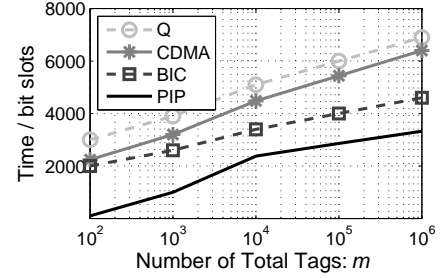 8000
6000
4000
2000
Time / bit slots
Q
CDMA
BIC
PIP
10^2 10^3 10^4 10^5 10^6
Number of Total Tags: m